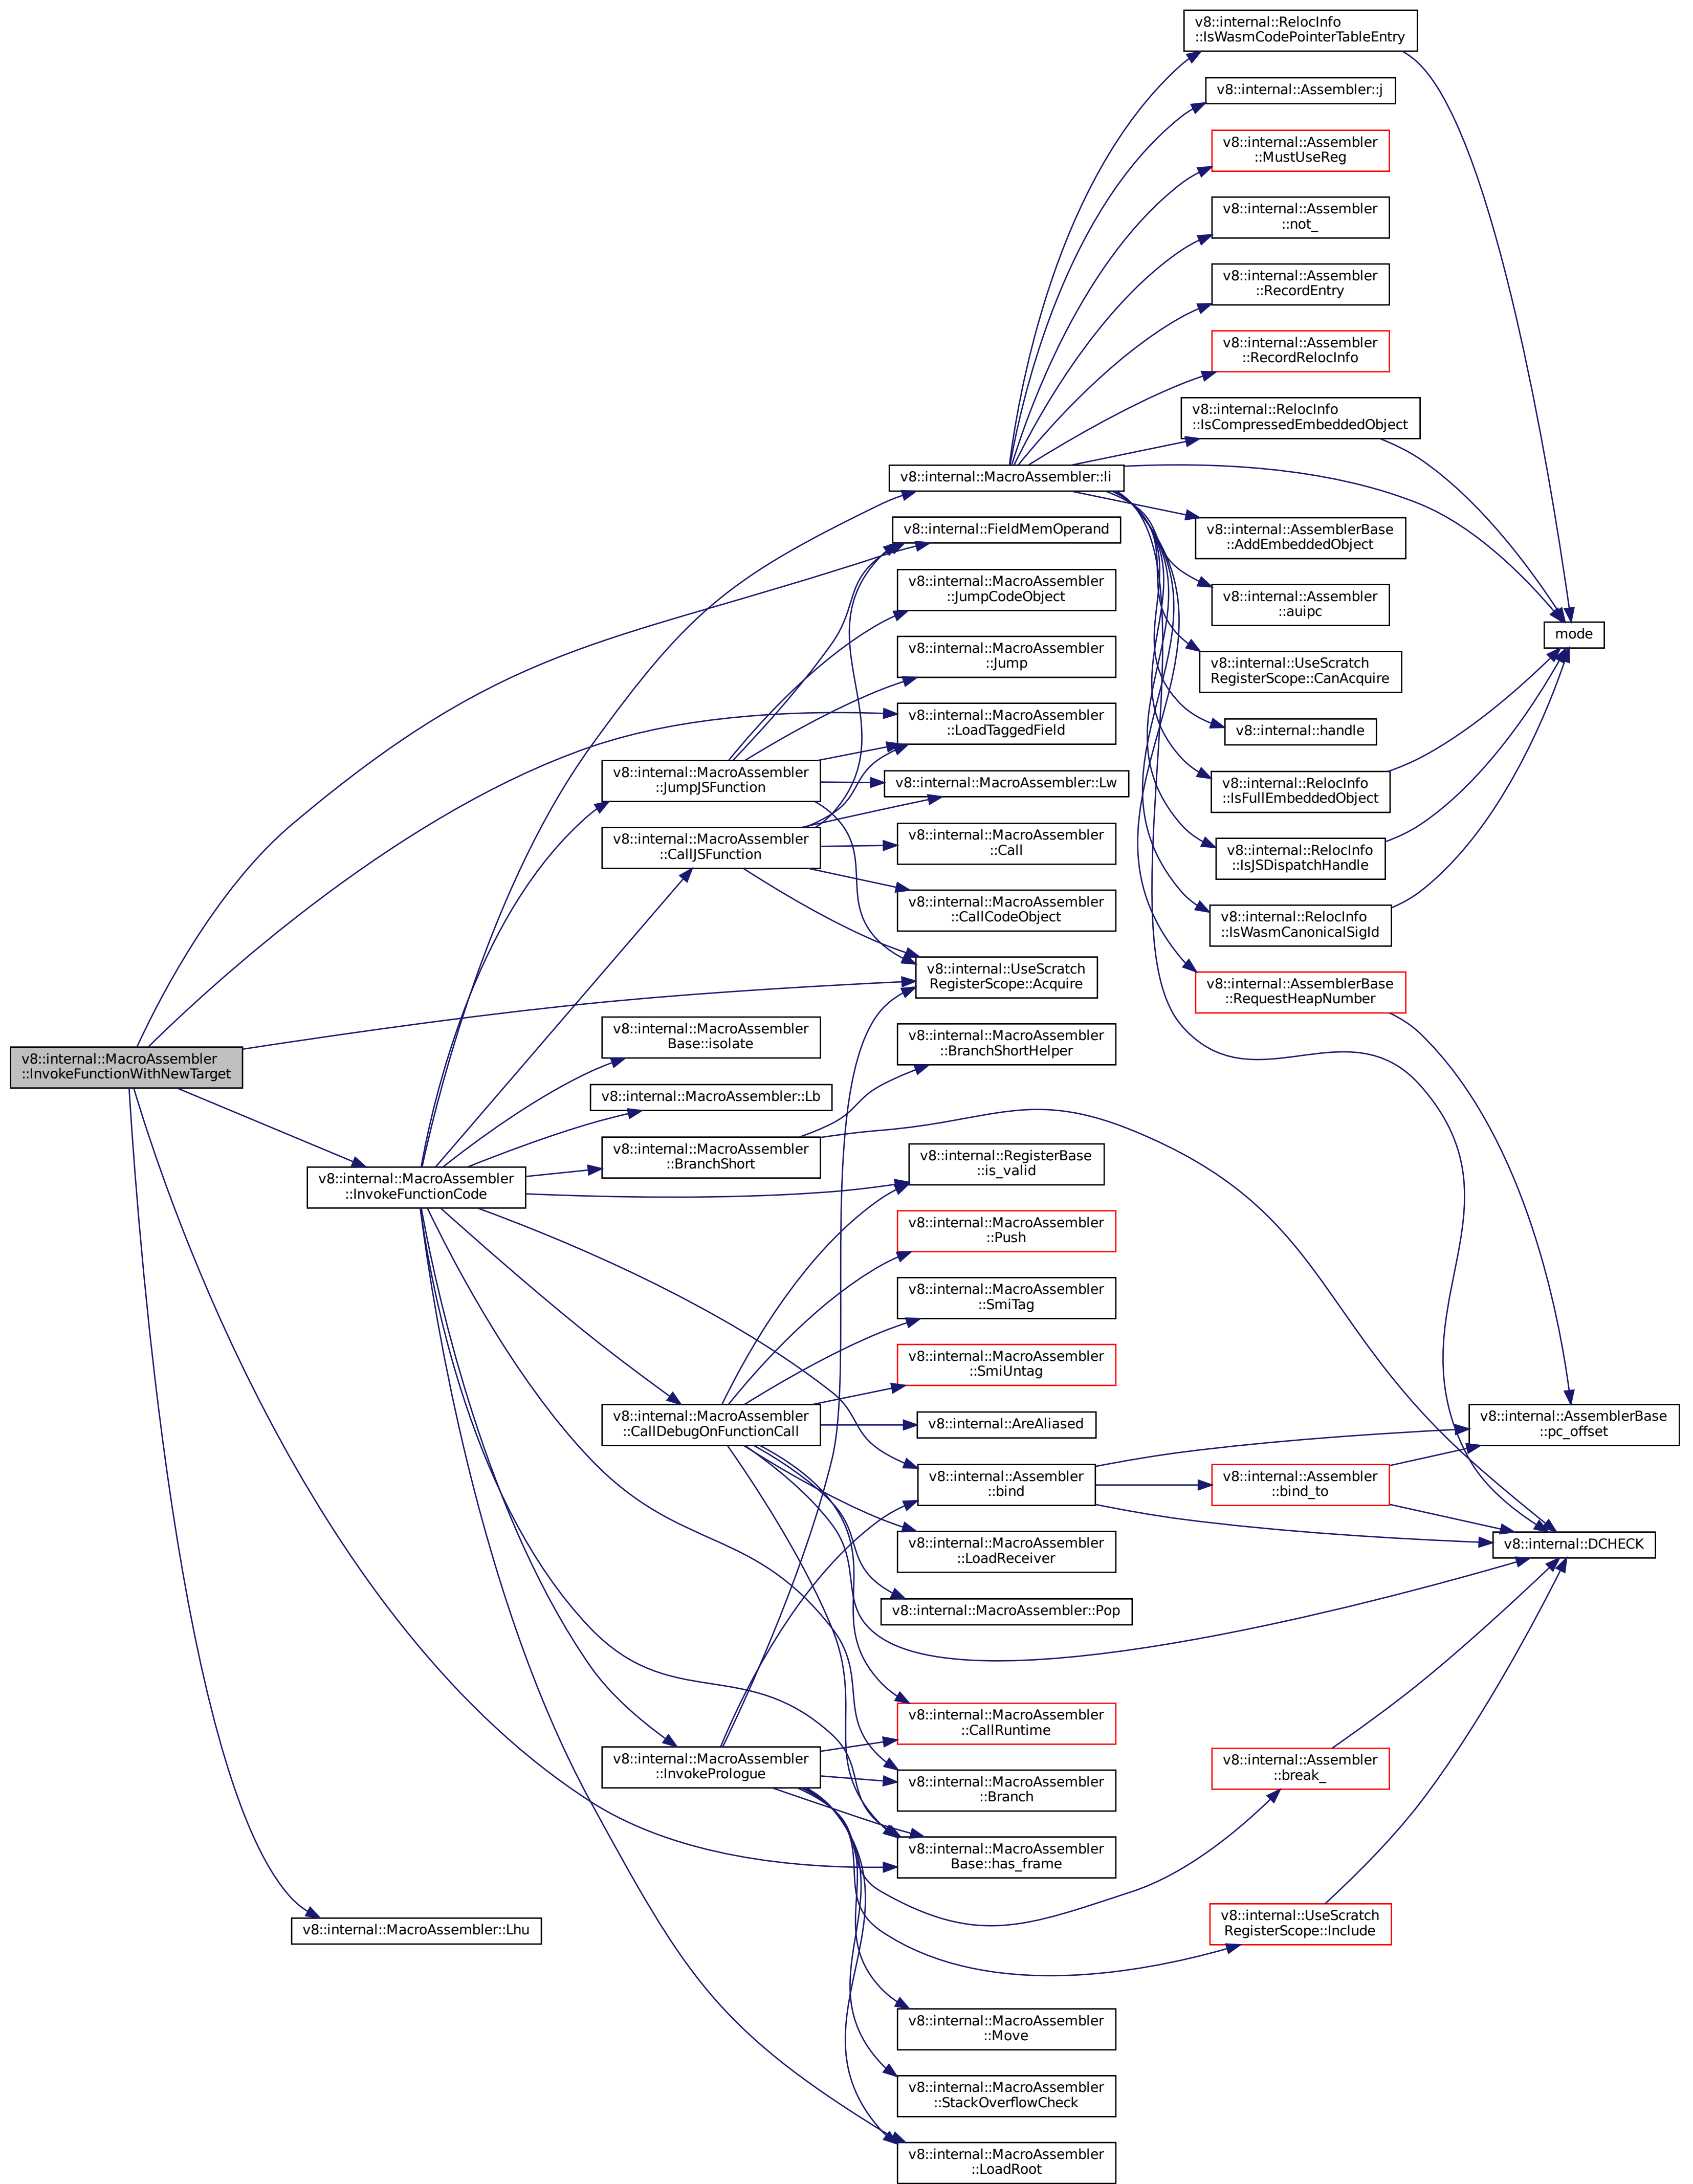 v8::internal::MacroAssembler
::InvokeFunctionWithNewTarget
v8::internal::MacroAssembler
::InvokeFunctionCode
v8::internal::MacroAssembler::Lhu
v8::internal::MacroAssembler
::JumpJSFunction
v8::internal::MacroAssembler
::CallJSFunction
v8::internal::MacroAssembler
Base::isolate
v8::internal::MacroAssembler::Lb
v8::internal::MacroAssembler
::BranchShort
v8::internal::MacroAssembler
::CallDebugOnFunctionCall
v8::internal::MacroAssembler
::InvokePrologue
v8::internal::MacroAssembler::li
v8::internal::FieldMemOperand
v8::internal::MacroAssembler
::JumpCodeObject
v8::internal::MacroAssembler
::Jump
v8::internal::MacroAssembler
::LoadTaggedField
v8::internal::MacroAssembler::Lw
v8::internal::MacroAssembler
::Call
v8::internal::MacroAssembler
::CallCodeObject
v8::internal::UseScratch
RegisterScope::Acquire
v8::internal::MacroAssembler
::BranchShortHelper
v8::internal::RegisterBase
::is_valid
v8::internal::MacroAssembler
::Push
v8::internal::MacroAssembler
::SmiTag
v8::internal::MacroAssembler
::SmiUntag
v8::internal::AreAliased
v8::internal::Assembler
::bind
v8::internal::MacroAssembler
::LoadReceiver
v8::internal::MacroAssembler::Pop
v8::internal::MacroAssembler
::CallRuntime
v8::internal::MacroAssembler
::Branch
v8::internal::MacroAssembler
Base::has_frame
v8::internal::MacroAssembler
::Move
v8::internal::MacroAssembler
::StackOverflowCheck
v8::internal::MacroAssembler
::LoadRoot
v8::internal::RelocInfo
::IsWasmCodePointerTableEntry
v8::internal::Assembler::j
v8::internal::Assembler
::MustUseReg
v8::internal::Assembler
::not_
v8::internal::Assembler
::RecordEntry
v8::internal::Assembler
::RecordRelocInfo
v8::internal::RelocInfo
::IsCompressedEmbeddedObject
v8::internal::AssemblerBase
::AddEmbeddedObject
v8::internal::Assembler
::auipc
v8::internal::UseScratch
RegisterScope::CanAcquire
v8::internal::handle
v8::internal::RelocInfo
::IsFullEmbeddedObject
v8::internal::RelocInfo
::IsJSDispatchHandle
v8::internal::RelocInfo
::IsWasmCanonicalSigId
v8::internal::AssemblerBase
::RequestHeapNumber
v8::internal::Assembler
::bind_to
v8::internal::Assembler
::break_
v8::internal::UseScratch
RegisterScope::Include
mode
v8::internal::AssemblerBase
::pc_offset
v8::internal::DCHECK